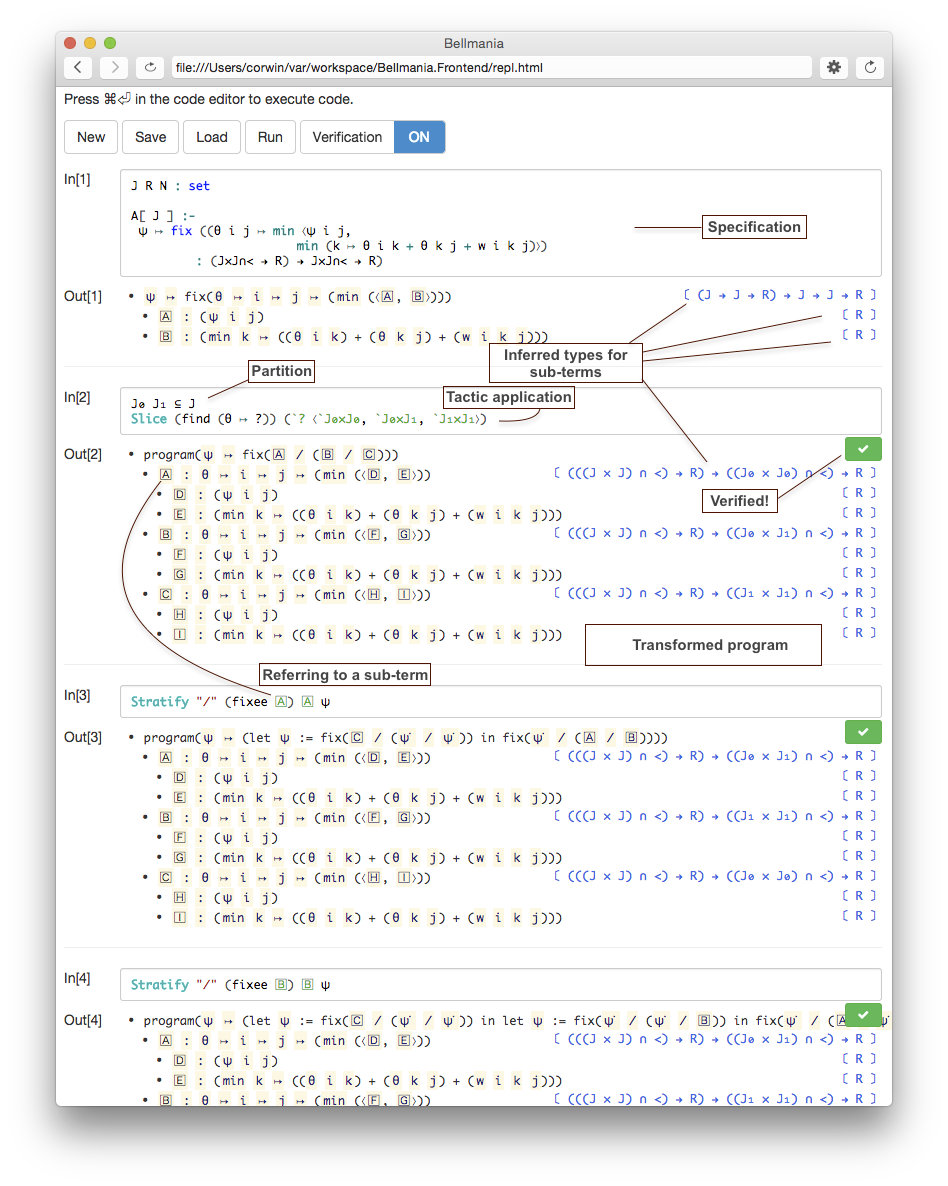 Bellmania
file:///Users/corwin/var/workspace/Bellmania.Frontend/repl.html
Press ⌘⏎ in the code editor to execute code.
New Save Load Run Verification ON
In[1]
J R N : set
A[ J ] :-
ψ ↦ fix ((θ i j ↦ min ⟨ψ i j,
min (k ↦ θ i k + θ k j + w i k j)⟩)
: (J×J∩< → R) → J×J∩< → R)
Specification
Out[1]
• ψ ↦ fix(θ ↦ i ↦ j ↦ (min (⟨A, B⟩))) [ (J → J → R) → J → J → R ]
• A : (ψ i j) [ R ]
• B : (min k ↦ ((θ i k) + (θ k j) + (w i k j))) [ R ]
Inferred types for
sub-terms
Partition
In[2]
J₀ J₁ ⊆ J
Tactic application
Slice (find (θ ↦ ?)) (`? ⟨`J₀×J₀, `J₀×J₁, `J₁×J₁⟩)
Out[2]
• program(ψ ↦ fix(A / (B / C))) ✓
• A : θ ↦ i ↦ j ↦ (min (⟨D, E⟩)) [ (((J × J) ∩ <) → R) → ((J₀ × J₀) ∩ <) → R ]
• D : (ψ i j) [ R ]
Verified!
• E : (min k ↦ ((θ i k) + (θ k j) + (w i k j))) [ R ]
• B : θ ↦ i ↦ j ↦ (min (⟨F, G⟩)) [ (((J × J) ∩ <) → R) → ((J₀ × J₁) ∩ <) → R ]
• F : (ψ i j) [ R ]
• G : (min k ↦ ((θ i k) + (θ k j) + (w i k j))) [ R ]
• C : θ ↦ i ↦ j ↦ (min (⟨H, I⟩)) [ (((J × J) ∩ <) → R) → ((J₁ × J₁) ∩ <) → R ]
• H : (ψ i j) [ R ]
• I : (min k ↦ ((θ i k) + (θ k j) + (w i k j))) [ R ]
Transformed program
Referring to a sub-term
In[3]
Stratify "/" (fixee A) A ψ
Out[3]
• program(ψ ↦ (let ψ := fix(C / (ψ̇ / ψ̇)) in fix(ψ̇ / (A / B)))) ✓
• A : θ ↦ i ↦ j ↦ (min (⟨D, E⟩)) [ (((J × J) ∩ <) → R) → ((J₀ × J₁) ∩ <) → R ]
• D : (ψ i j) [ R ]
• E : (min k ↦ ((θ i k) + (θ k j) + (w i k j))) [ R ]
• B : θ ↦ i ↦ j ↦ (min (⟨F, G⟩)) [ (((J × J) ∩ <) → R) → ((J₁ × J₁) ∩ <) → R ]
• F : (ψ i j) [ R ]
• G : (min k ↦ ((θ i k) + (θ k j) + (w i k j))) [ R ]
• C : θ ↦ i ↦ j ↦ (min (⟨H, I⟩)) [ (((J × J) ∩ <) → R) → ((J₀ × J₀) ∩ <) → R ]
• H : (ψ i j) [ R ]
• I : (min k ↦ ((θ i k) + (θ k j) + (w i k j))) [ R ]
In[4]
Stratify "/" (fixee B) B ψ
Out[4]
• program(ψ ↦ (let ψ := fix(C / (ψ̇ / ψ̇)) in let ψ := fix(ψ̇ / (ψ̇ / B)) in fix(ψ̇ / (A ✓
• A : θ ↦ i ↦ j ↦ (min (⟨D, E⟩)) [ (((J × J) ∩ <) → R) → ((J₀ × J₁) ∩ <) → R ]
• D : (ψ i j) [ R ]
• E : (min k ↦ ((θ i k) + (θ k j) + (w i k j))) [ R ]
• B : θ ↦ i ↦ j ↦ (min (⟨F, G⟩)) [ (((J × J) ∩ <) → R) → ((J₁ × J₁) ∩ <) → R ]